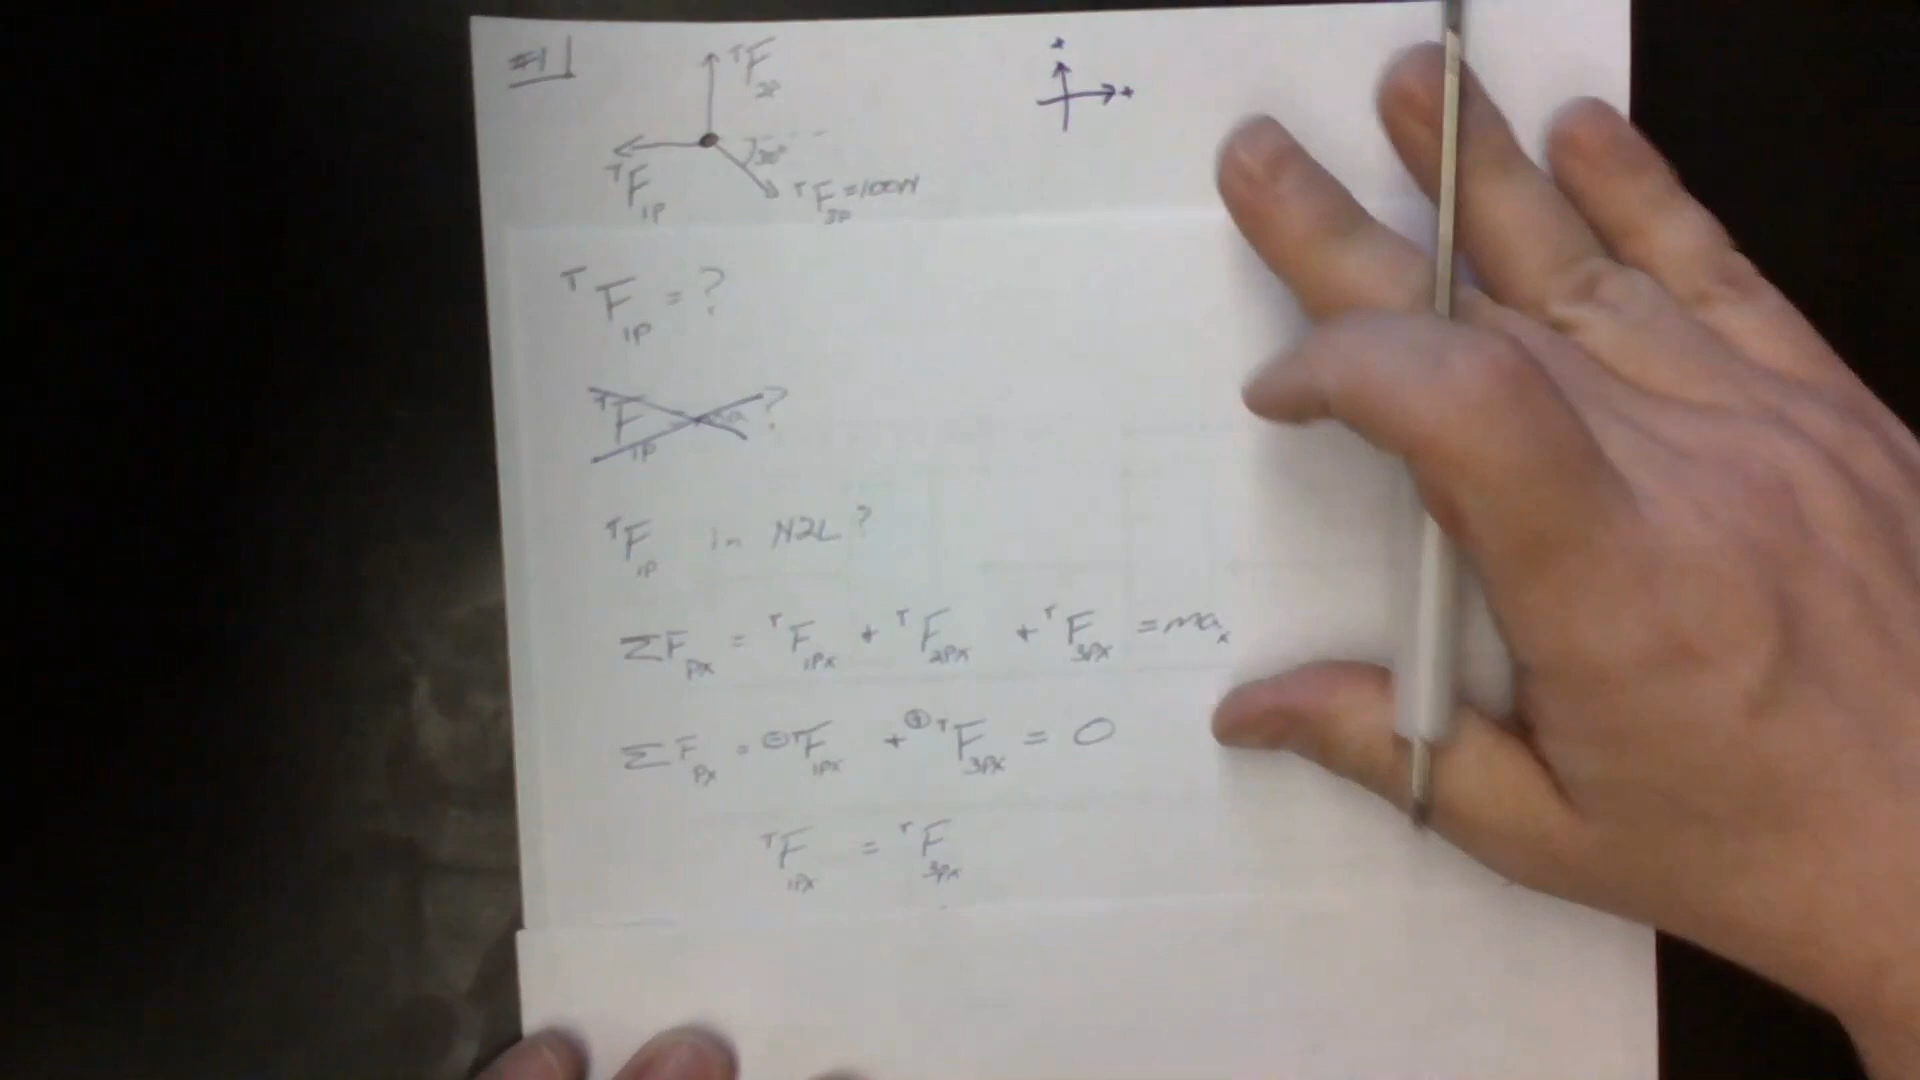 #1
+
TF2P
+
30°
TF1P
TF3P=100N
TF1P = ?
TF1P ma ?
TF1P in N2L ?
ΣFPx = TF1Px + TF2Px + TF3Px = max
ΣFPx = ⊖TF1Px + ⊕TF3Px = 0
TF1Px = TF3Px